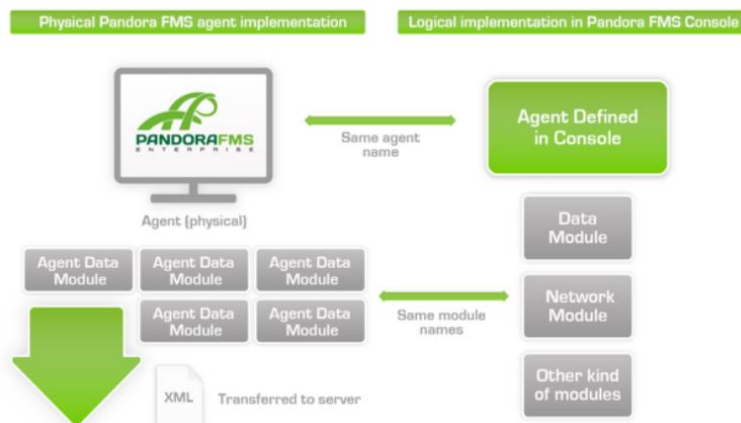 Physical Pandora FMS agent implementation
Logical implementation in Pandora FMS Console
PANDORAFMS
ENTERPRISE
Same agent
name
Agent Defined
in Console
Agent (physical)
Data
Module
Agent Data
Module
Agent Data
Module
Agent Data
Module
Agent Data
Module
Agent Data
Module
Same module
names
Network
Module
Other kind
of modules
XML
Transferred to server